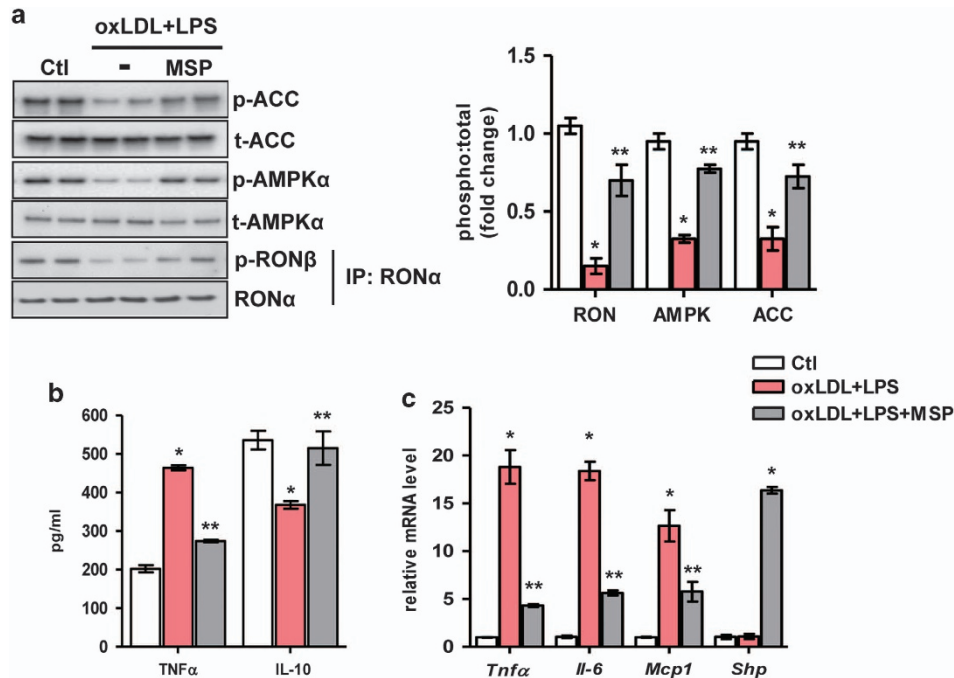 a
oxLDL+LPS
Ctl - MSP
p-ACC
t-ACC
p-AMPKα
t-AMPKα
p-RONβ
RONα
IP: RONα
phospho:total
(fold change)
1.5
1.0
0.5
0.0
* ** * ** * **
RON AMPK ACC
Ctl
oxLDL+LPS
oxLDL+LPS+MSP
b
pg/ml
600
500
400
300
200
100
0
* ** * **
TNFα IL-10
c
relative mRNA level
25
20
15
10
5
0
* ** * ** * ** *
Tnfα Il-6 Mcp1 Shp